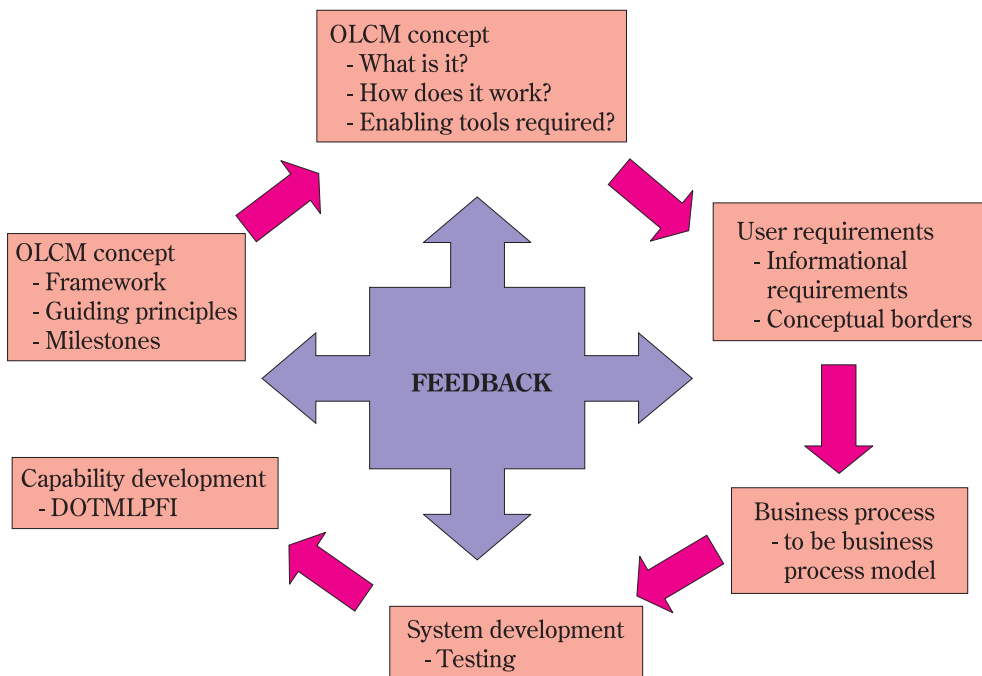 OLCM concept
- What is it?
- How does it work?
- Enabling tools required?
User requirements
- Informational
requirements
- Conceptual borders
OLCM concept
- Framework
- Guiding principles
- Milestones
FEEDBACK
Capability development
- DOTMLPFI
Business process
- to be business
process model
System development
- Testing